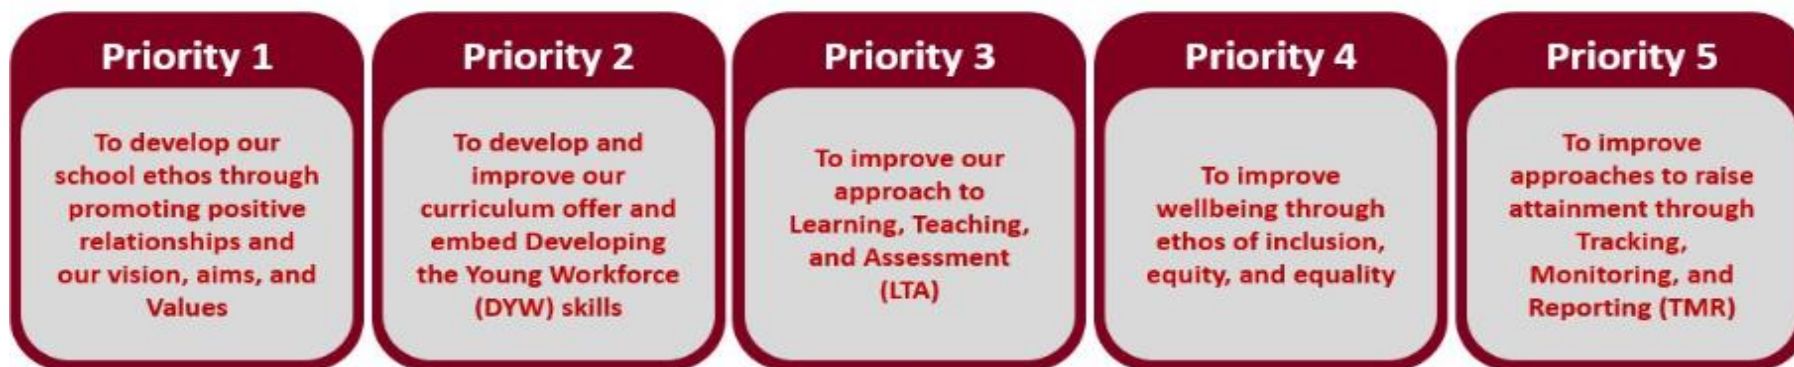 Priority 1
To develop our
school ethos through
promoting positive
relationships and
our vision, aims, and
Values
Priority 2
To develop and
improve our
curriculum offer and
embed Developing
the Young Workforce
(DYW) skills
Priority 3
To improve our
approach to
Learning, Teaching,
and Assessment
(LTA)
Priority 4
To improve
wellbeing through
ethos of inclusion,
equity, and equality
Priority 5
To improve
approaches to raise
attainment through
Tracking,
Monitoring, and
Reporting (TMR)